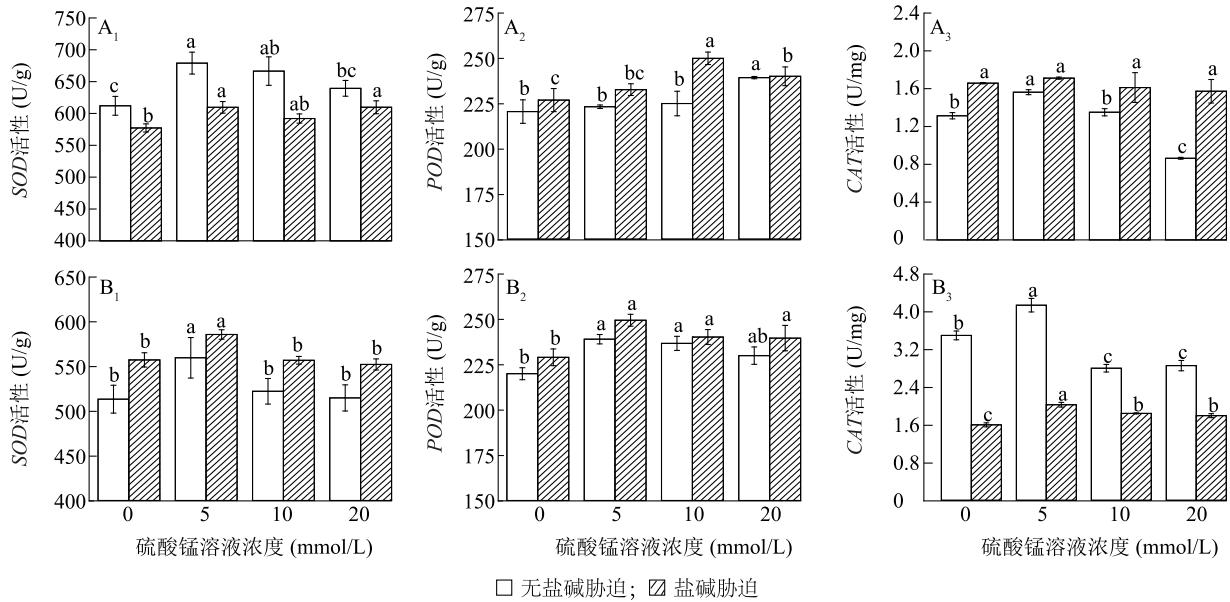 A1
SOD活性 (U/g)
750
700
650
600
550
500
450
400
c b a a ab ab bc a
A2
POD活性 (U/g)
275
250
225
225
175
150
b c b bc b a a b
A3
CAT活性 (U/mg)
2.4
2.0
1.6
1.2
0.8
0.4
0
b a a a b a c a
B1
SOD活性 (U/g)
650
600
550
500
450
400
b b a a b b b b
0 5 10 20
硫酸锰溶液浓度 (mmol/L)
B2
POD活性 (U/g)
275
250
225
220
175
150
b b a a a a ab a
0 5 10 20
硫酸锰溶液浓度 (mmol/L)
B3
CAT活性 (U/mg)
4.8
4.0
3.2
2.4
1.6
0.8
0
b c a a c b c b
0 5 10 20
硫酸锰溶液浓度 (mmol/L)
无盐碱胁迫; 盐碱胁迫